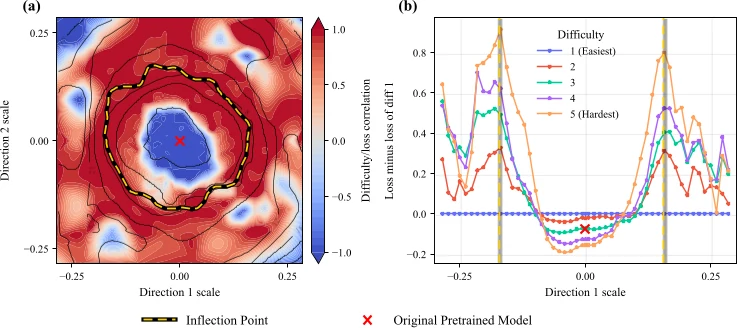 (a)
0.25
0.00
−0.25
Direction 2 scale
−0.25
0.00
0.25
Direction 1 scale
1.0
0.5
0.0
−0.5
−1.0
Difficulty/loss correlation
(b)
Loss minus loss of diff 1
0.8
0.6
0.4
0.2
0.0
−0.2
Difficulty
1 (Easiest)
2
3
4
5 (Hardest)
−0.25
0.00
0.25
Direction 1 scale
Inflection Point
Original Pretrained Model